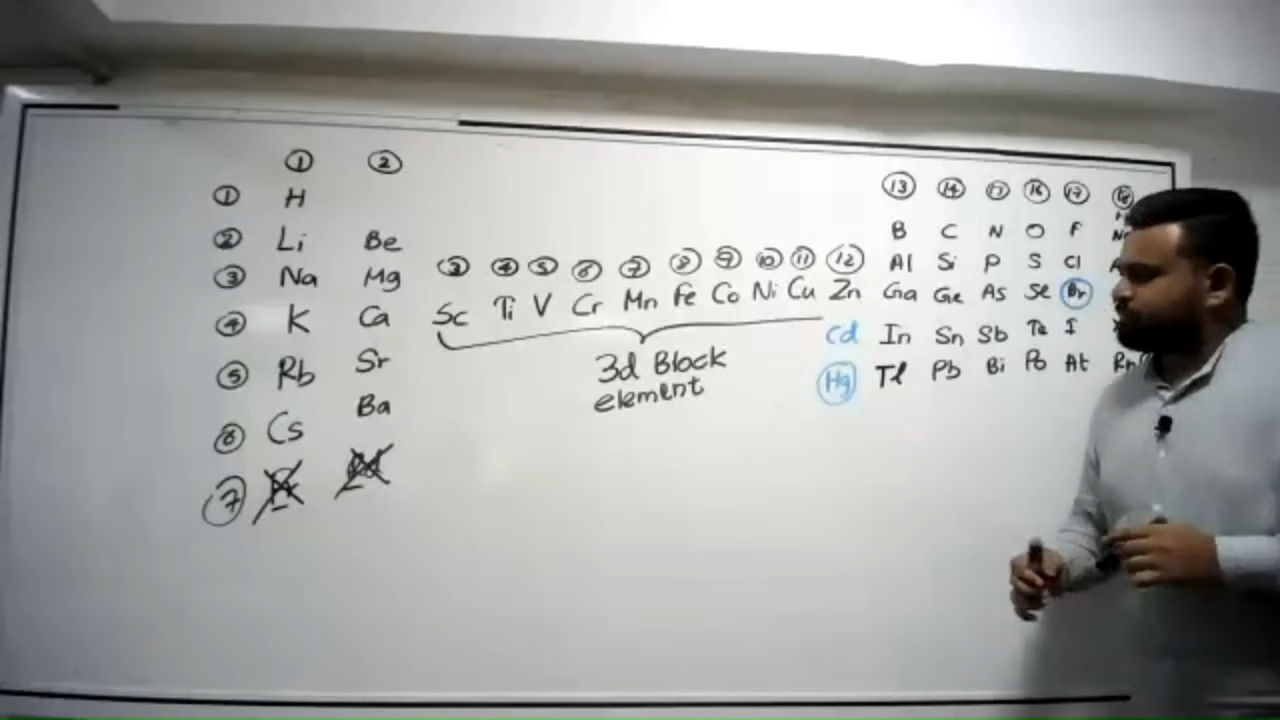 ① ②
⑬ ⑭ ⑮ ⑯ ⑰ ⑱
① H
B C N O F
② Li Be
③ ④ ⑤ ⑥ ⑦ ⑧ ⑨ ⑩ ⑪ ⑫
Al Si P S Cl
③ Na Mg
Sc Ti V Cr Mn Fe Co Ni Cu Zn Ga Ge As Se Br
④ K Ca
Cd In Sn Sb Te I
3d Block
element
⑤ Rb Sr
Hg Tl Pb Bi Po At Rn
⑥ Cs Ba
⑦